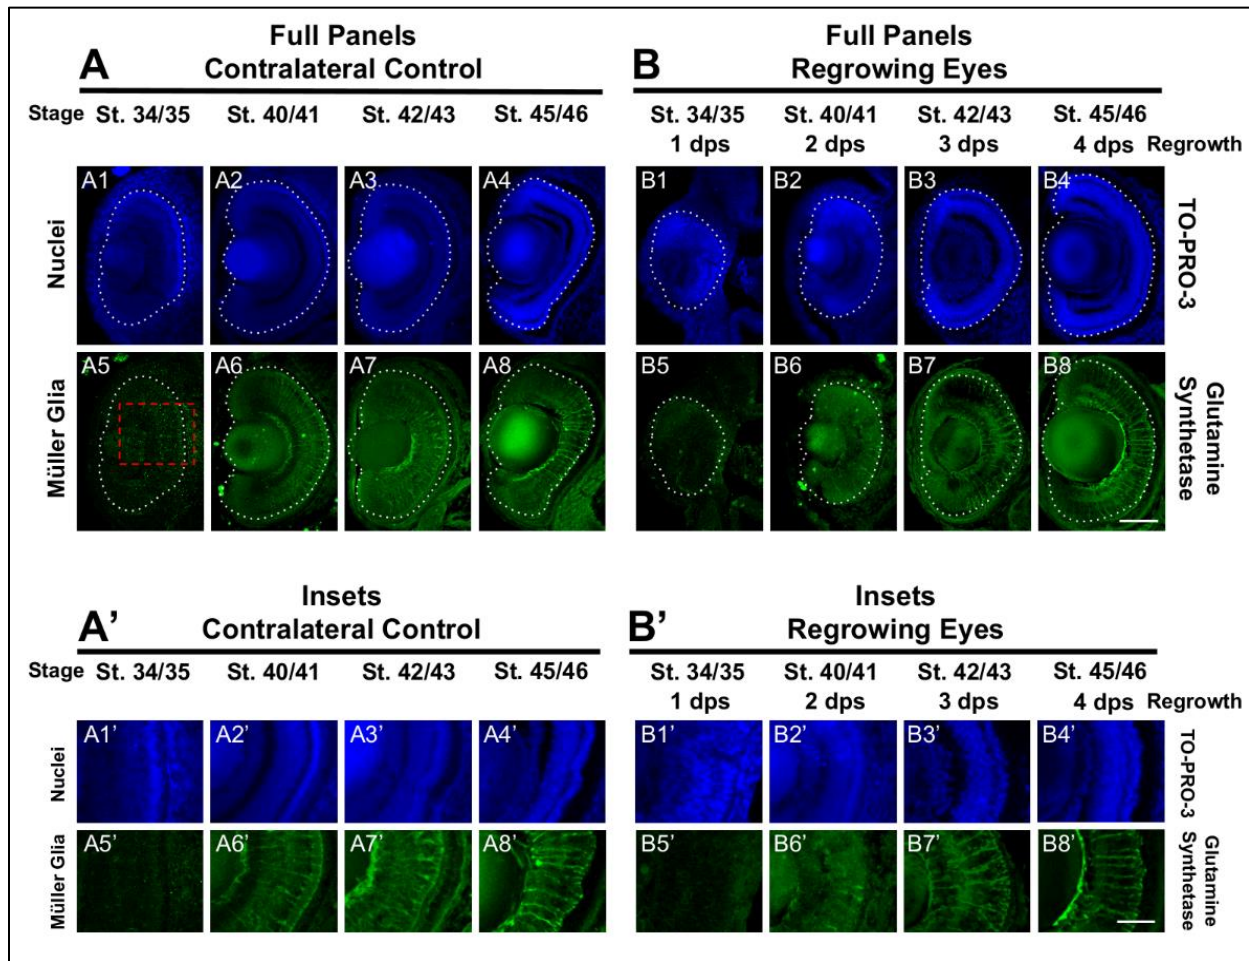 A
Full Panels
Contralateral Control
Stage St. 34/35 St. 40/41 St. 42/43 St. 45/46
Nuclei
A1 A2 A3 A4
Müller Glia
A5 A6 A7 A8
B
Full Panels
Regrowing Eyes
St. 34/35 St. 40/41 St. 42/43 St. 45/46
1 dps 2 dps 3 dps 4 dps Regrowth
B1 B2 B3 B4
TO-PRO-3
B5 B6 B7 B8
Glutamine
Synthetase
A'
Insets
Contralateral Control
Stage St. 34/35 St. 40/41 St. 42/43 St. 45/46
Nuclei
A1' A2' A3' A4'
Müller Glia
A5' A6' A7' A8'
B'
Insets
Regrowing Eyes
St. 34/35 St. 40/41 St. 42/43 St. 45/46
1 dps 2 dps 3 dps 4 dps Regrowth
B1' B2' B3' B4'
TO-PRO-3
B5' B6' B7' B8'
Glutamine
Synthetase